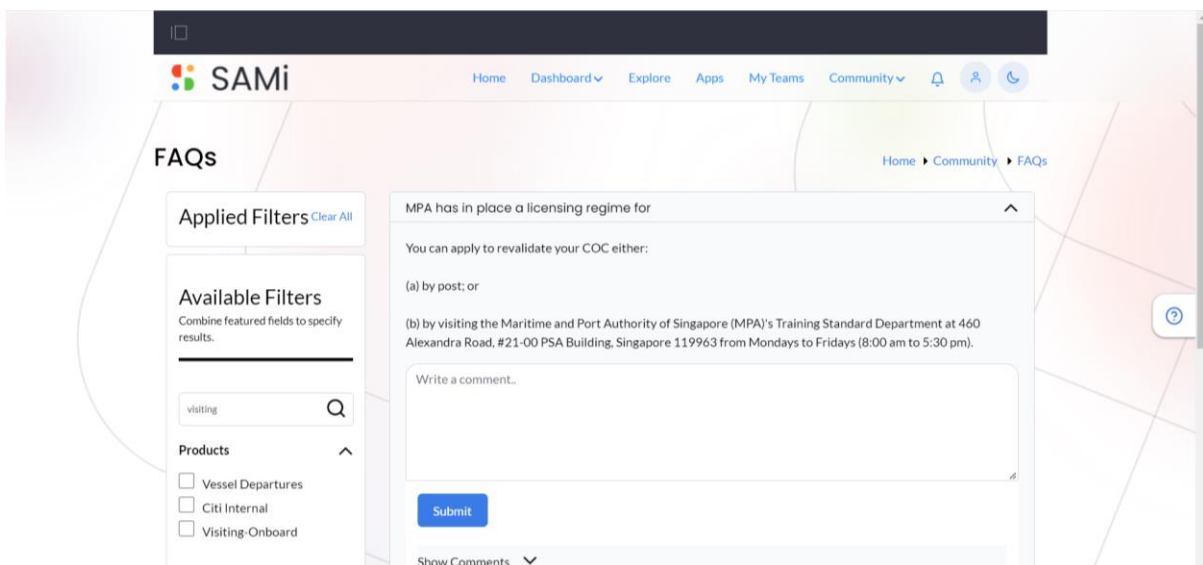 SAMi
Home Dashboard Explore Apps My Teams Community
FAQs
Home Community FAQs
Applied Filters Clear All
Available Filters
Combine featured fields to specify
results.
visiting
Products
Vessel Departures
Citi Internal
Visiting-Onboard
MPA has in place a licensing regime for
You can apply to revalidate your COC either:
(a) by post; or
(b) by visiting the Maritime and Port Authority of Singapore (MPA)'s Training Standard Department at 460
Alexandra Road, #21-00 PSA Building, Singapore 119963 from Mondays to Fridays (8:00 am to 5:30 pm).
Write a comment..
Submit
Show Comments